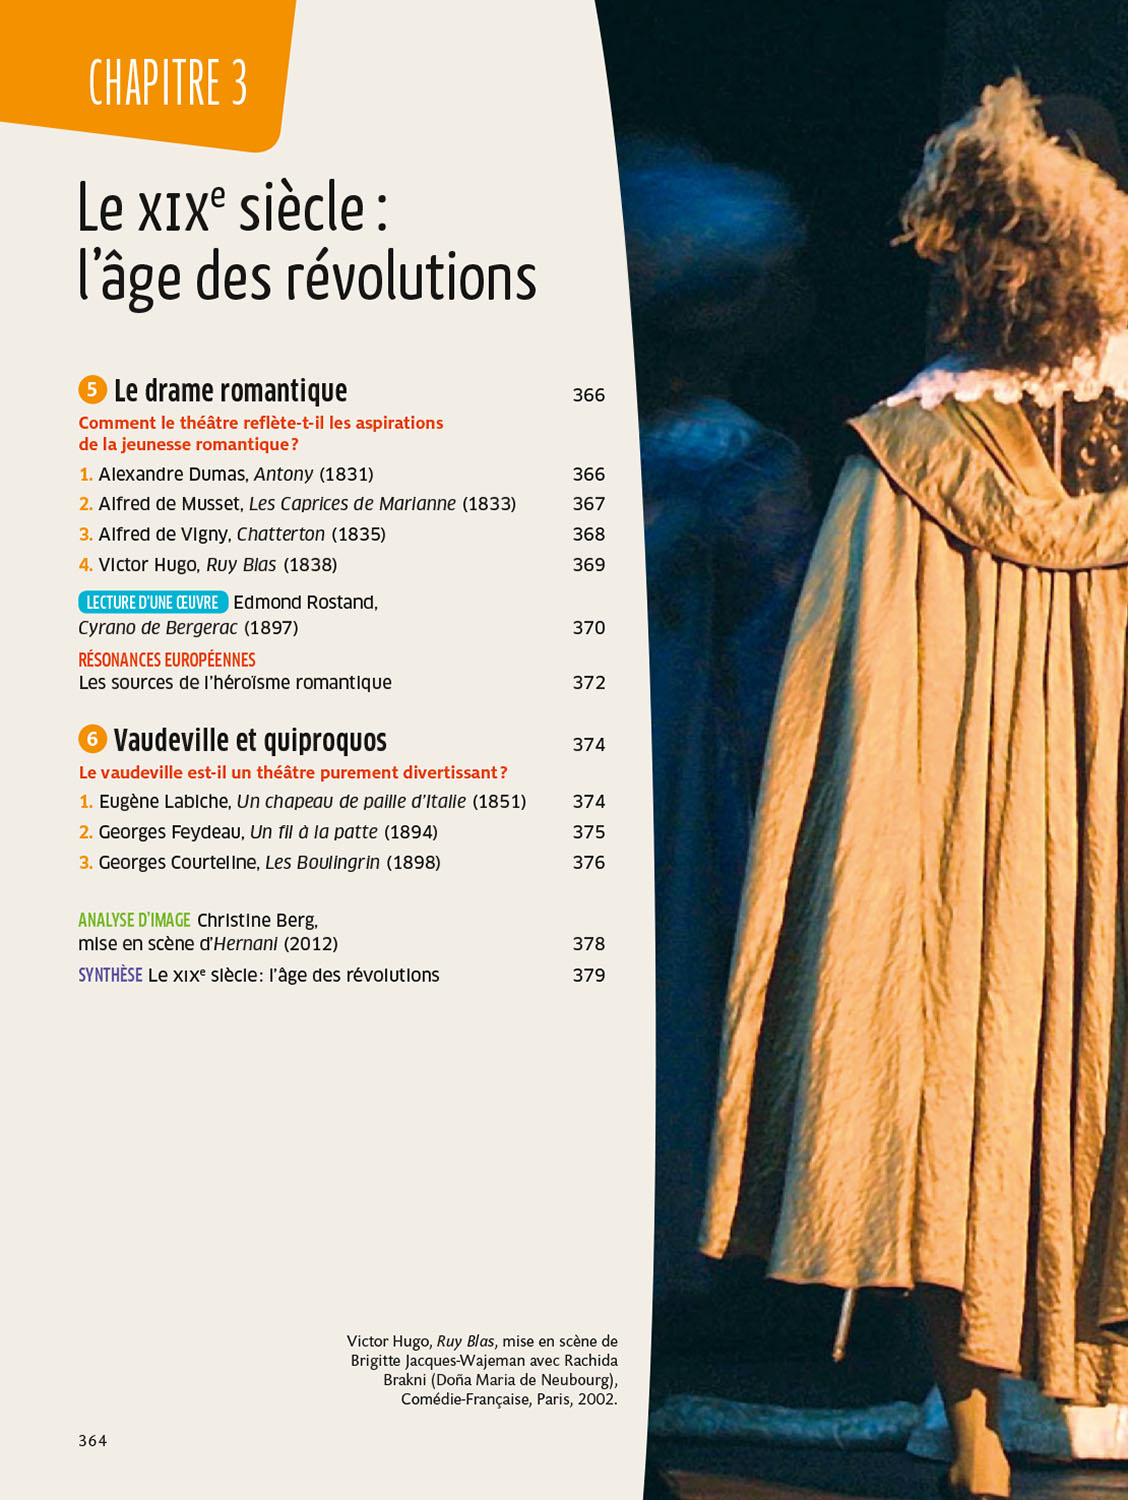 CHAPITRE 3
Le XIXe siècle :
l’âge des révolutions
5 Le drame romantique 366
Comment le théâtre reflète-t-il les aspirations
de la jeunesse romantique ?
1. Alexandre Dumas, Antony (1831) 366
2. Alfred de Musset, Les Caprices de Marianne (1833) 367
3. Alfred de Vigny, Chatterton (1835) 368
4. Victor Hugo, Ruy Blas (1838) 369
LECTURE D’UNE ŒUVRE Edmond Rostand,
Cyrano de Bergerac (1897) 370
RÉSONANCES EUROPÉENNES
Les sources de l’héroïsme romantique 372
6 Vaudeville et quiproquos 374
Le vaudeville est-il un théâtre purement divertissant ?
1. Eugène Labiche, Un chapeau de paille d’Italie (1851) 374
2. Georges Feydeau, Un fil à la patte (1894) 375
3. Georges Courteline, Les Boulingrin (1898) 376
ANALYSE D’IMAGE Christine Berg,
mise en scène d’Hernani (2012) 378
SYNTHÈSE Le XIXe siècle : l’âge des révolutions 379
Victor Hugo, Ruy Blas, mise en scène de
Brigitte Jacques-Wajeman avec Rachida
Brakni (Doña Maria de Neubourg),
Comédie-Française, Paris, 2002.
364